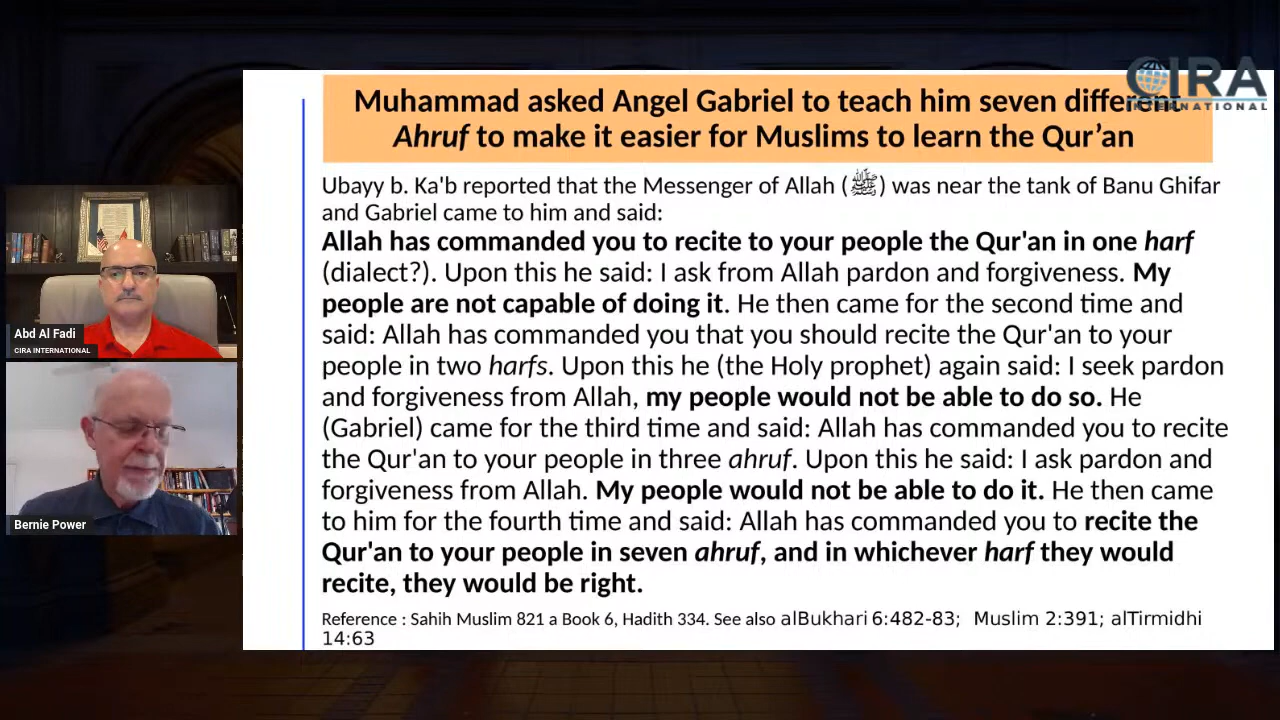 CIRA
INTERNATIONAL
Muhammad asked Angel Gabriel to teach him seven different
Ahruf to make it easier for Muslims to learn the Qur’an
Ubayy b. Ka'b reported that the Messenger of Allah (ﷺ) was near the tank of Banu Ghifar
and Gabriel came to him and said:
Allah has commanded you to recite to your people the Qur'an in one harf
(dialect?). Upon this he said: I ask from Allah pardon and forgiveness. My
people are not capable of doing it. He then came for the second time and
said: Allah has commanded you that you should recite the Qur'an to your
people in two harfs. Upon this he (the Holy prophet) again said: I seek pardon
and forgiveness from Allah, my people would not be able to do so. He
(Gabriel) came for the third time and said: Allah has commanded you to recite
the Qur'an to your people in three ahruf. Upon this he said: I ask pardon and
forgiveness from Allah. My people would not be able to do it. He then came
to him for the fourth time and said: Allah has commanded you to recite the
Qur'an to your people in seven ahruf, and in whichever harf they would
recite, they would be right.
Reference : Sahih Muslim 821 a Book 6, Hadith 334. See also alBukhari 6:482-83; Muslim 2:391; alTirmidhi
14:63
Abd Al Fadi
CIRA INTERNATIONAL
Bernie Power